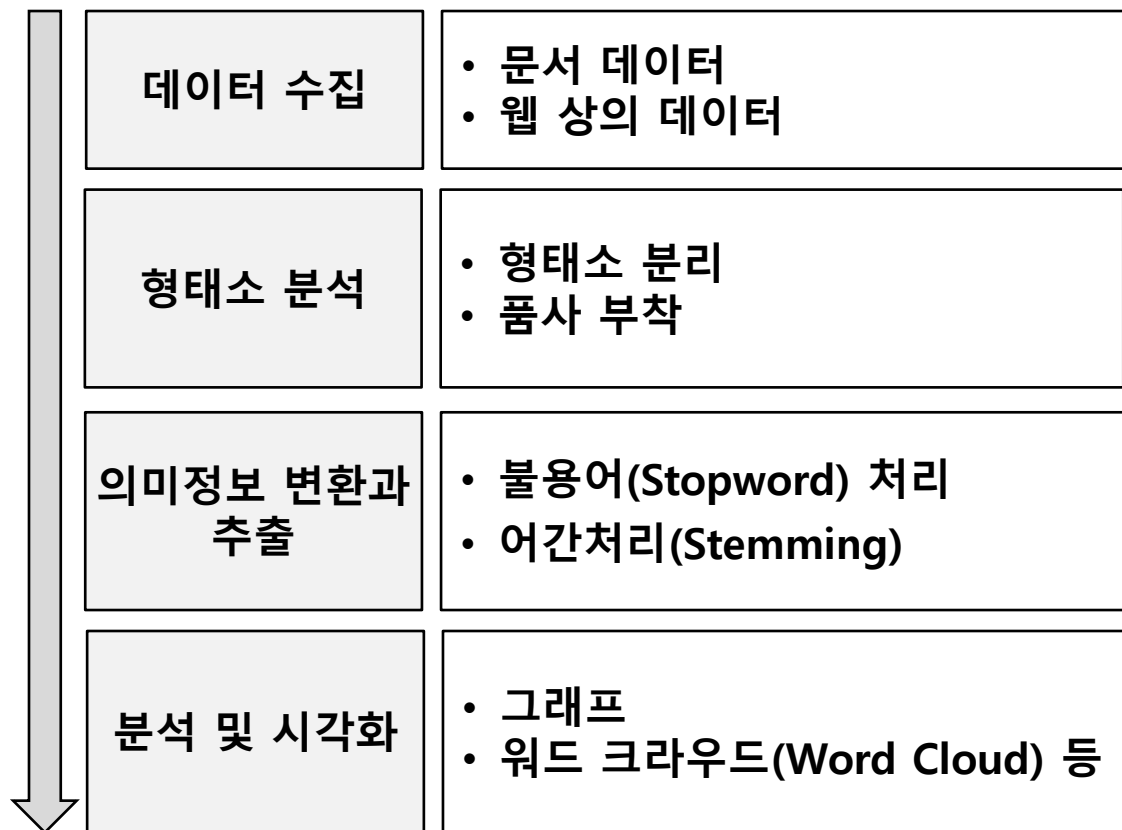 데이터 수집
• 문서 데이터
• 웹 상의 데이터
형태소 분석
• 형태소 분리
• 품사 부착
의미정보 변환과
추출
• 불용어(Stopword) 처리
• 어간처리(Stemming)
분석 및 시각화
• 그래프
• 워드 크라우드(Word Cloud) 등